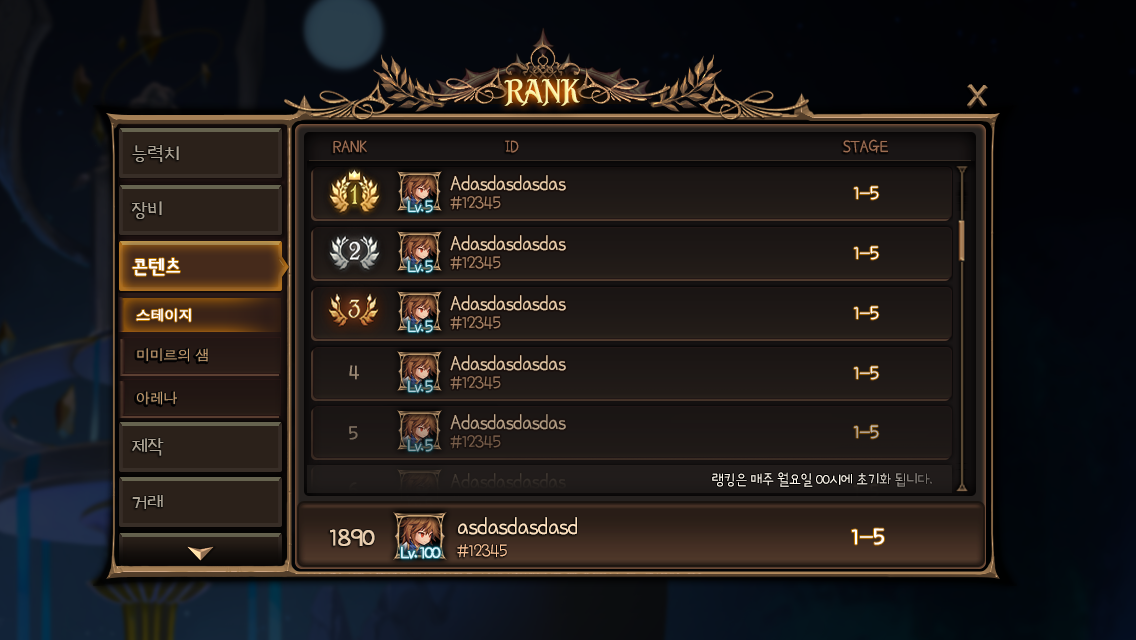 RANK
능력치
장비
콘텐츠
스테이지
미미르의 샘
아레나
제작
거래
RANK ID STAGE
1 Lv.5 Adasdasdasdas 1-5
#12345
2 Lv.5 Adasdasdasdas 1-5
#12345
3 Lv.5 Adasdasdasdas 1-5
#12345
4 Lv.5 Adasdasdasdas 1-5
#12345
5 Lv.5 Adasdasdasdas 1-5
#12345
Adasdasdasdas
랭킹은 매주 월요일 00시에 초기화 됩니다.
1890 Lv.100 asdasdasdasd 1-5
#12345